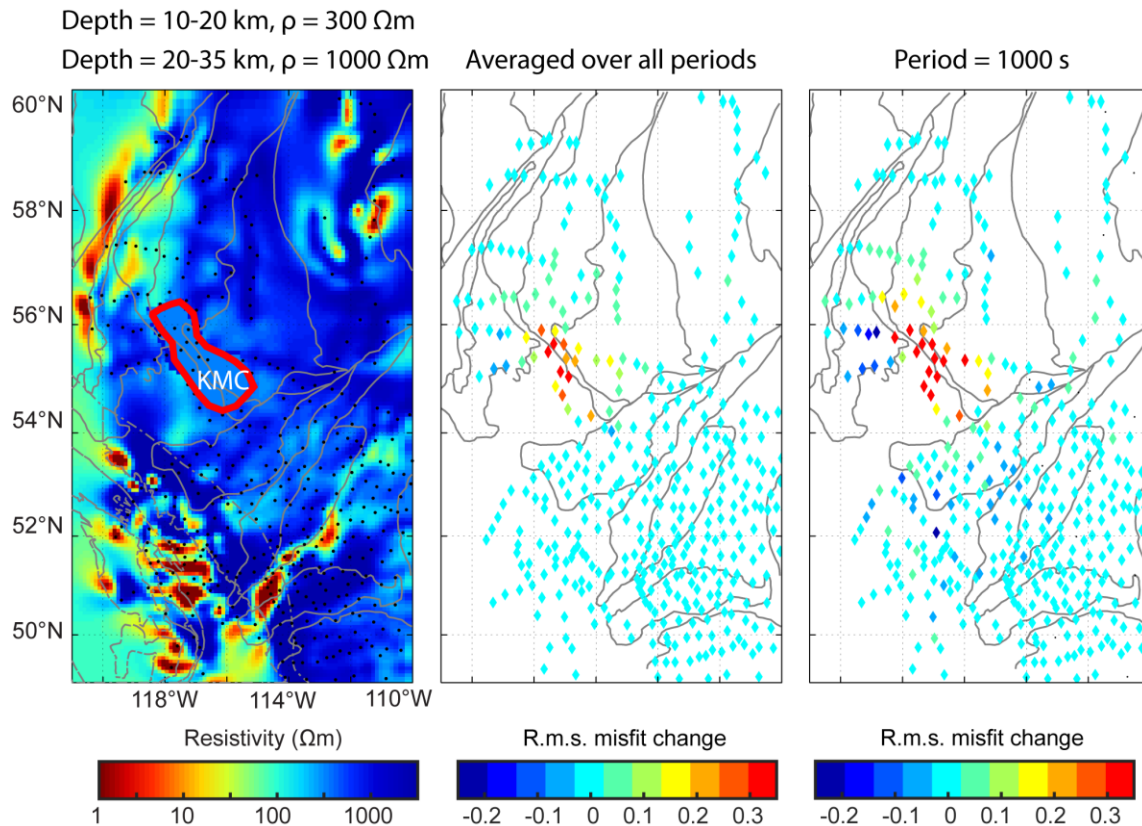 Depth = 10-20 km, ρ = 300 Ωm
Depth = 20-35 km, ρ = 1000 Ωm
Averaged over all periods
Period = 1000 s
60°N
58°N
56°N
54°N
52°N
50°N
KMC
118°W
114°W
110°W
Resistivity (Ωm)
R.m.s. misfit change
R.m.s. misfit change
1 10 100 1000
-0.2 -0.1 0 0.1 0.2 0.3
-0.2 -0.1 0 0.1 0.2 0.3